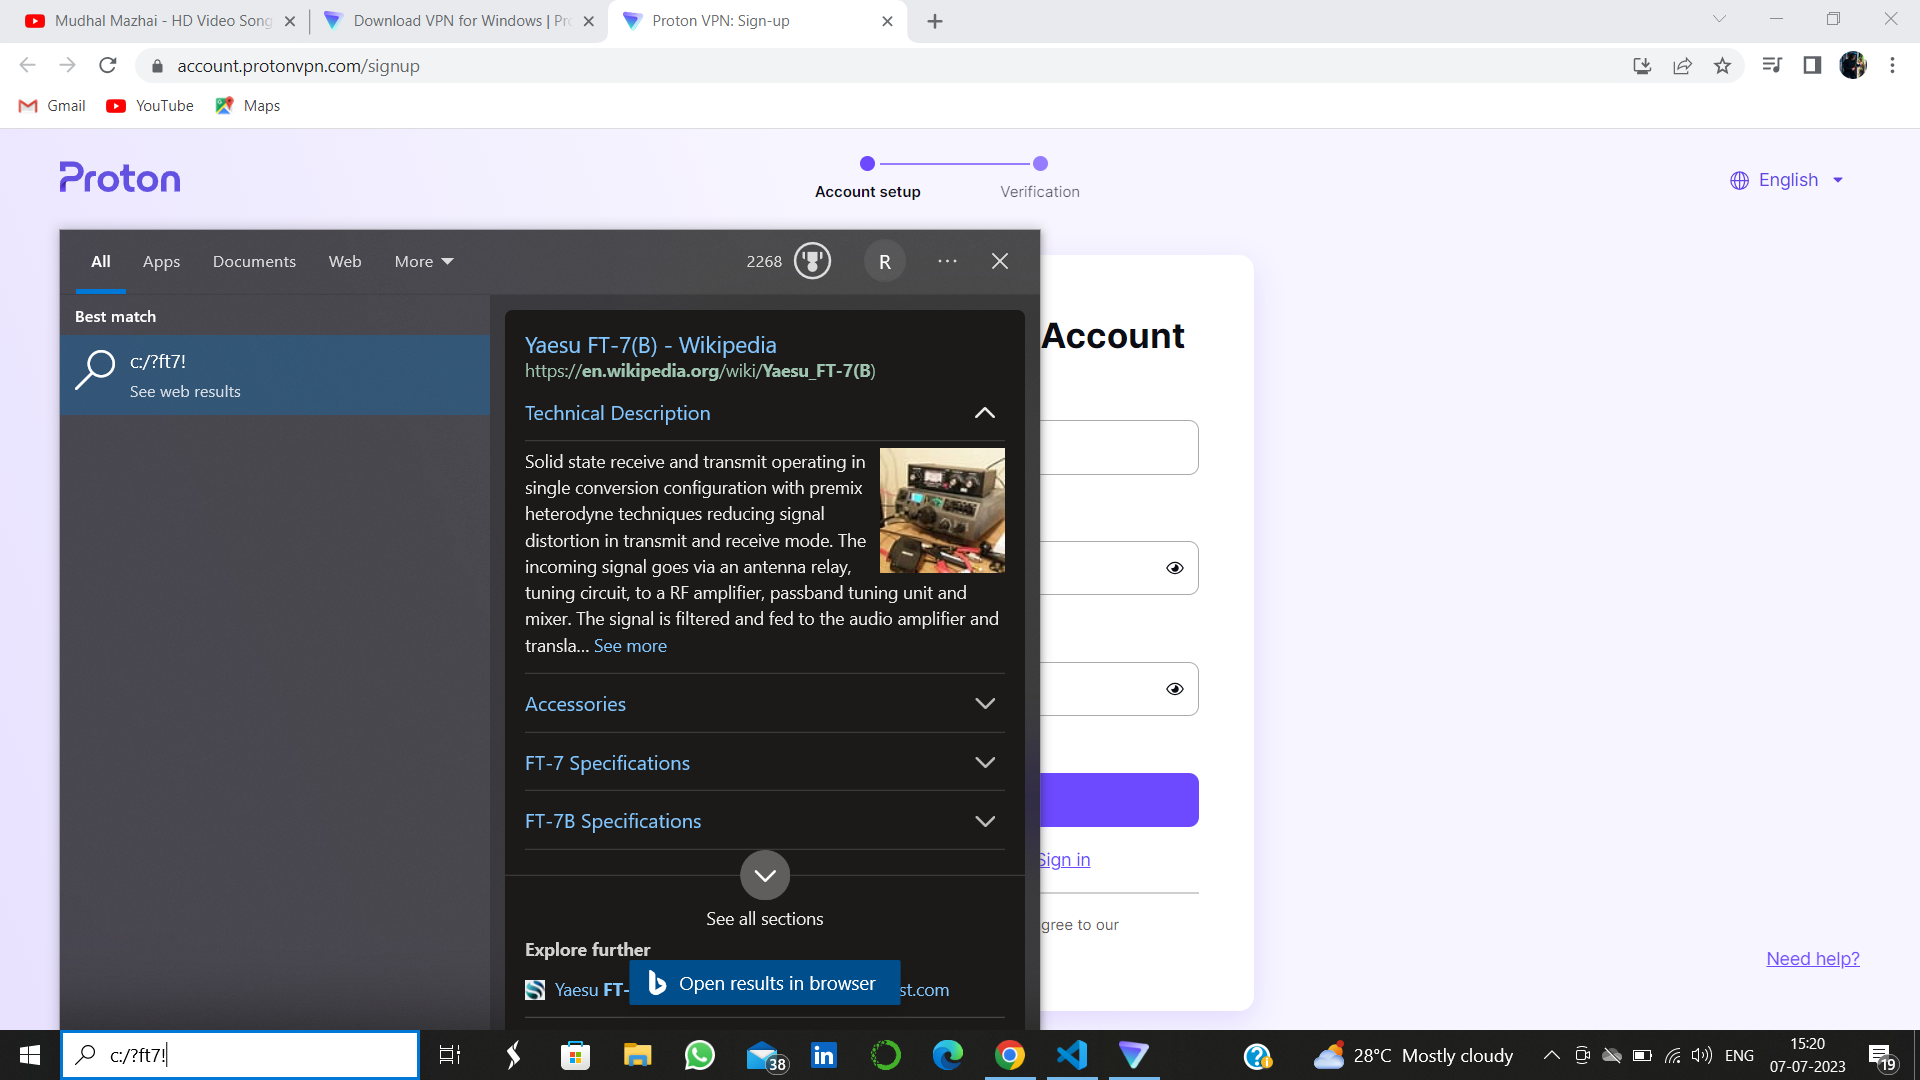 Mudhal Mazhai - HD Video Song
Download VPN for Windows | Pro
Proton VPN: Sign-up
account.protonvpn.com/signup
Gmail
YouTube
Maps
Proton
Account setup
Verification
English
All
Apps
Documents
Web
More
2268
R
Best match
c:/?ft7!
See web results
Yaesu FT-7(B) - Wikipedia
https://en.wikipedia.org/wiki/Yaesu_FT-7(B)
Technical Description
Solid state receive and transmit operating in
single conversion configuration with premix
heterodyne techniques reducing signal
distortion in transmit and receive mode. The
incoming signal goes via an antenna relay,
tuning circuit, to a RF amplifier, passband tuning unit and
mixer. The signal is filtered and fed to the audio amplifier and
transla... See more
Accessories
FT-7 Specifications
FT-7B Specifications
See all sections
Explore further
Yaesu FT-
Open results in browser
st.com
Account
Sign in
gree to our
Need help?
c:/?ft7!
38
28°C Mostly cloudy
ENG
15:20
07-07-2023
19